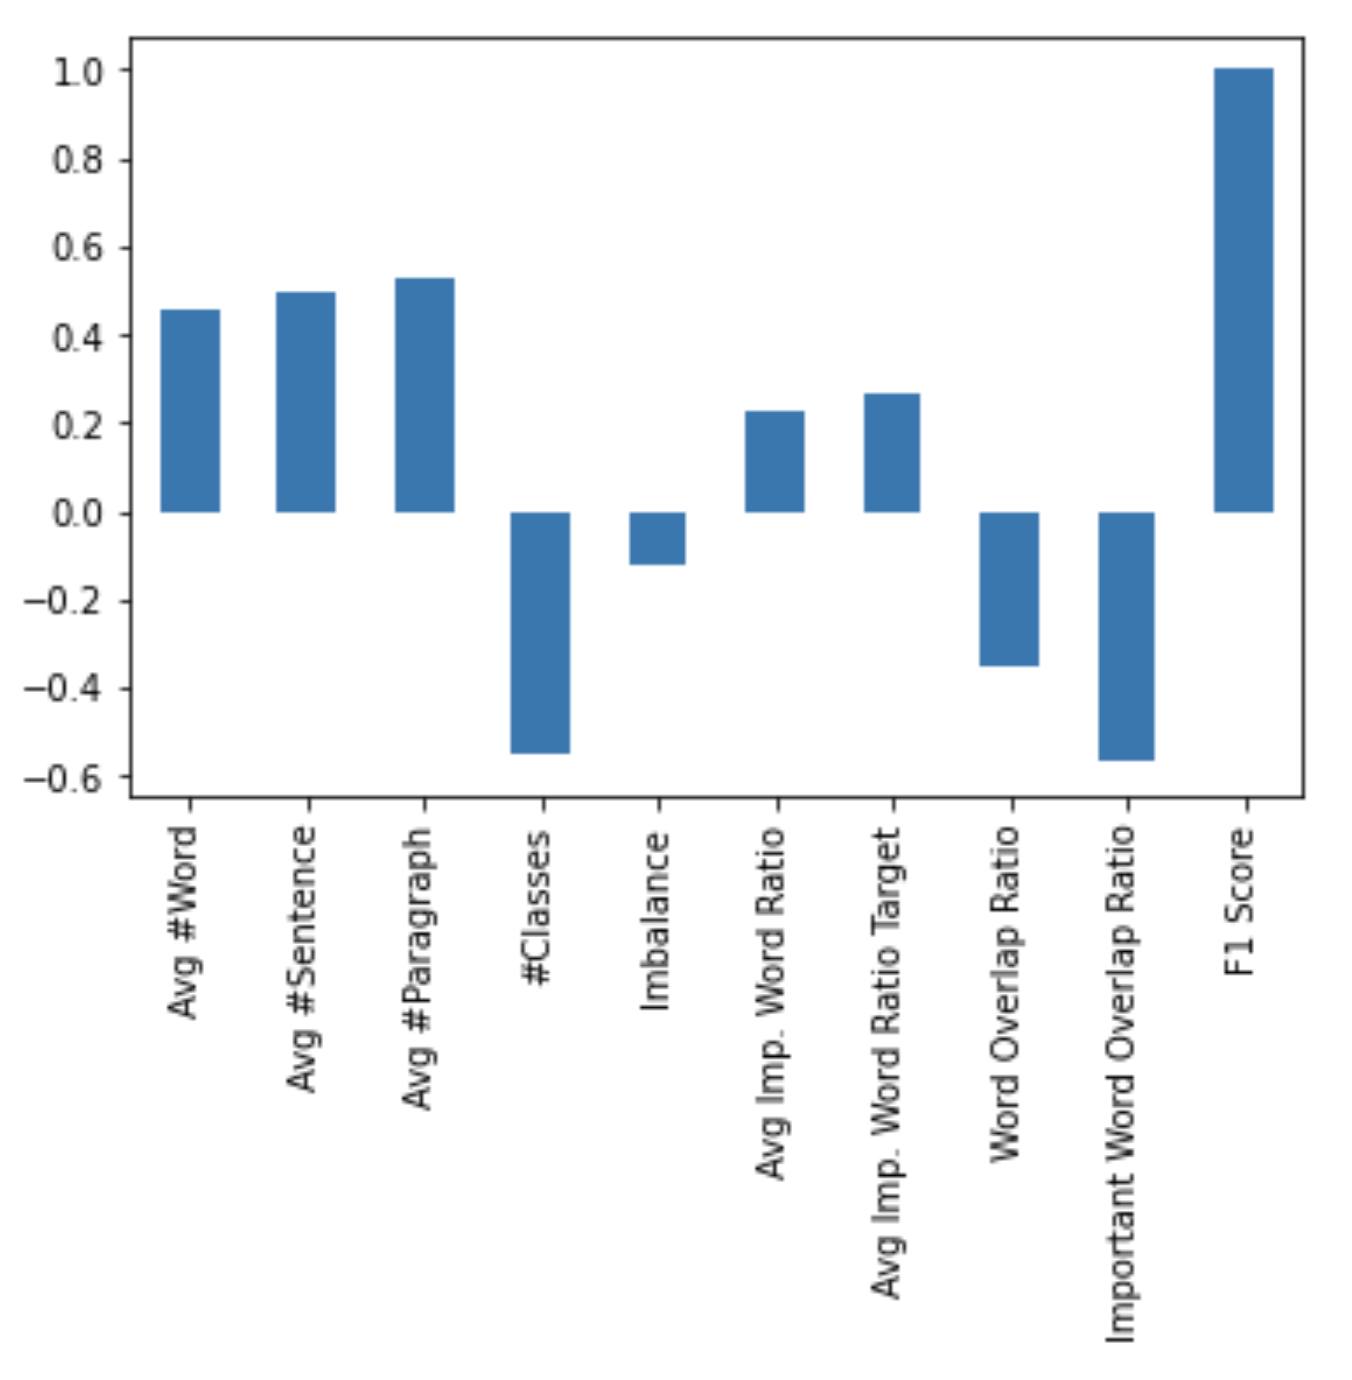 1.0
0.8
0.6
0.4
0.2
0.0
−0.2
−0.4
−0.6
Avg #Word
Avg #Sentence
Avg #Paragraph
#Classes
Imbalance
Avg Imp. Word Ratio
Avg Imp. Word Ratio Target
Word Overlap Ratio
Important Word Overlap Ratio
F1 Score